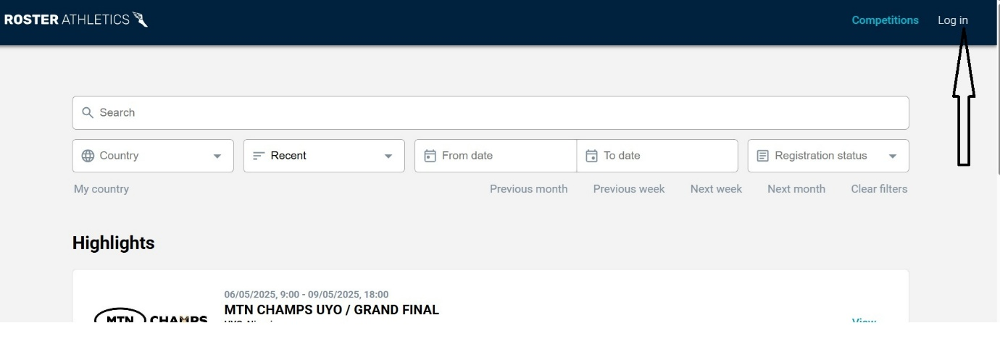 ROSTER ATHLETICS
Competitions Log in
Search
Country Recent From date To date Registration status
My country Previous month Previous week Next week Next month Clear filters
Highlights
06/05/2025, 9:00 - 09/05/2025, 18:00
MTN CHAMPS UYO / GRAND FINAL
MTN CHAMPS
View